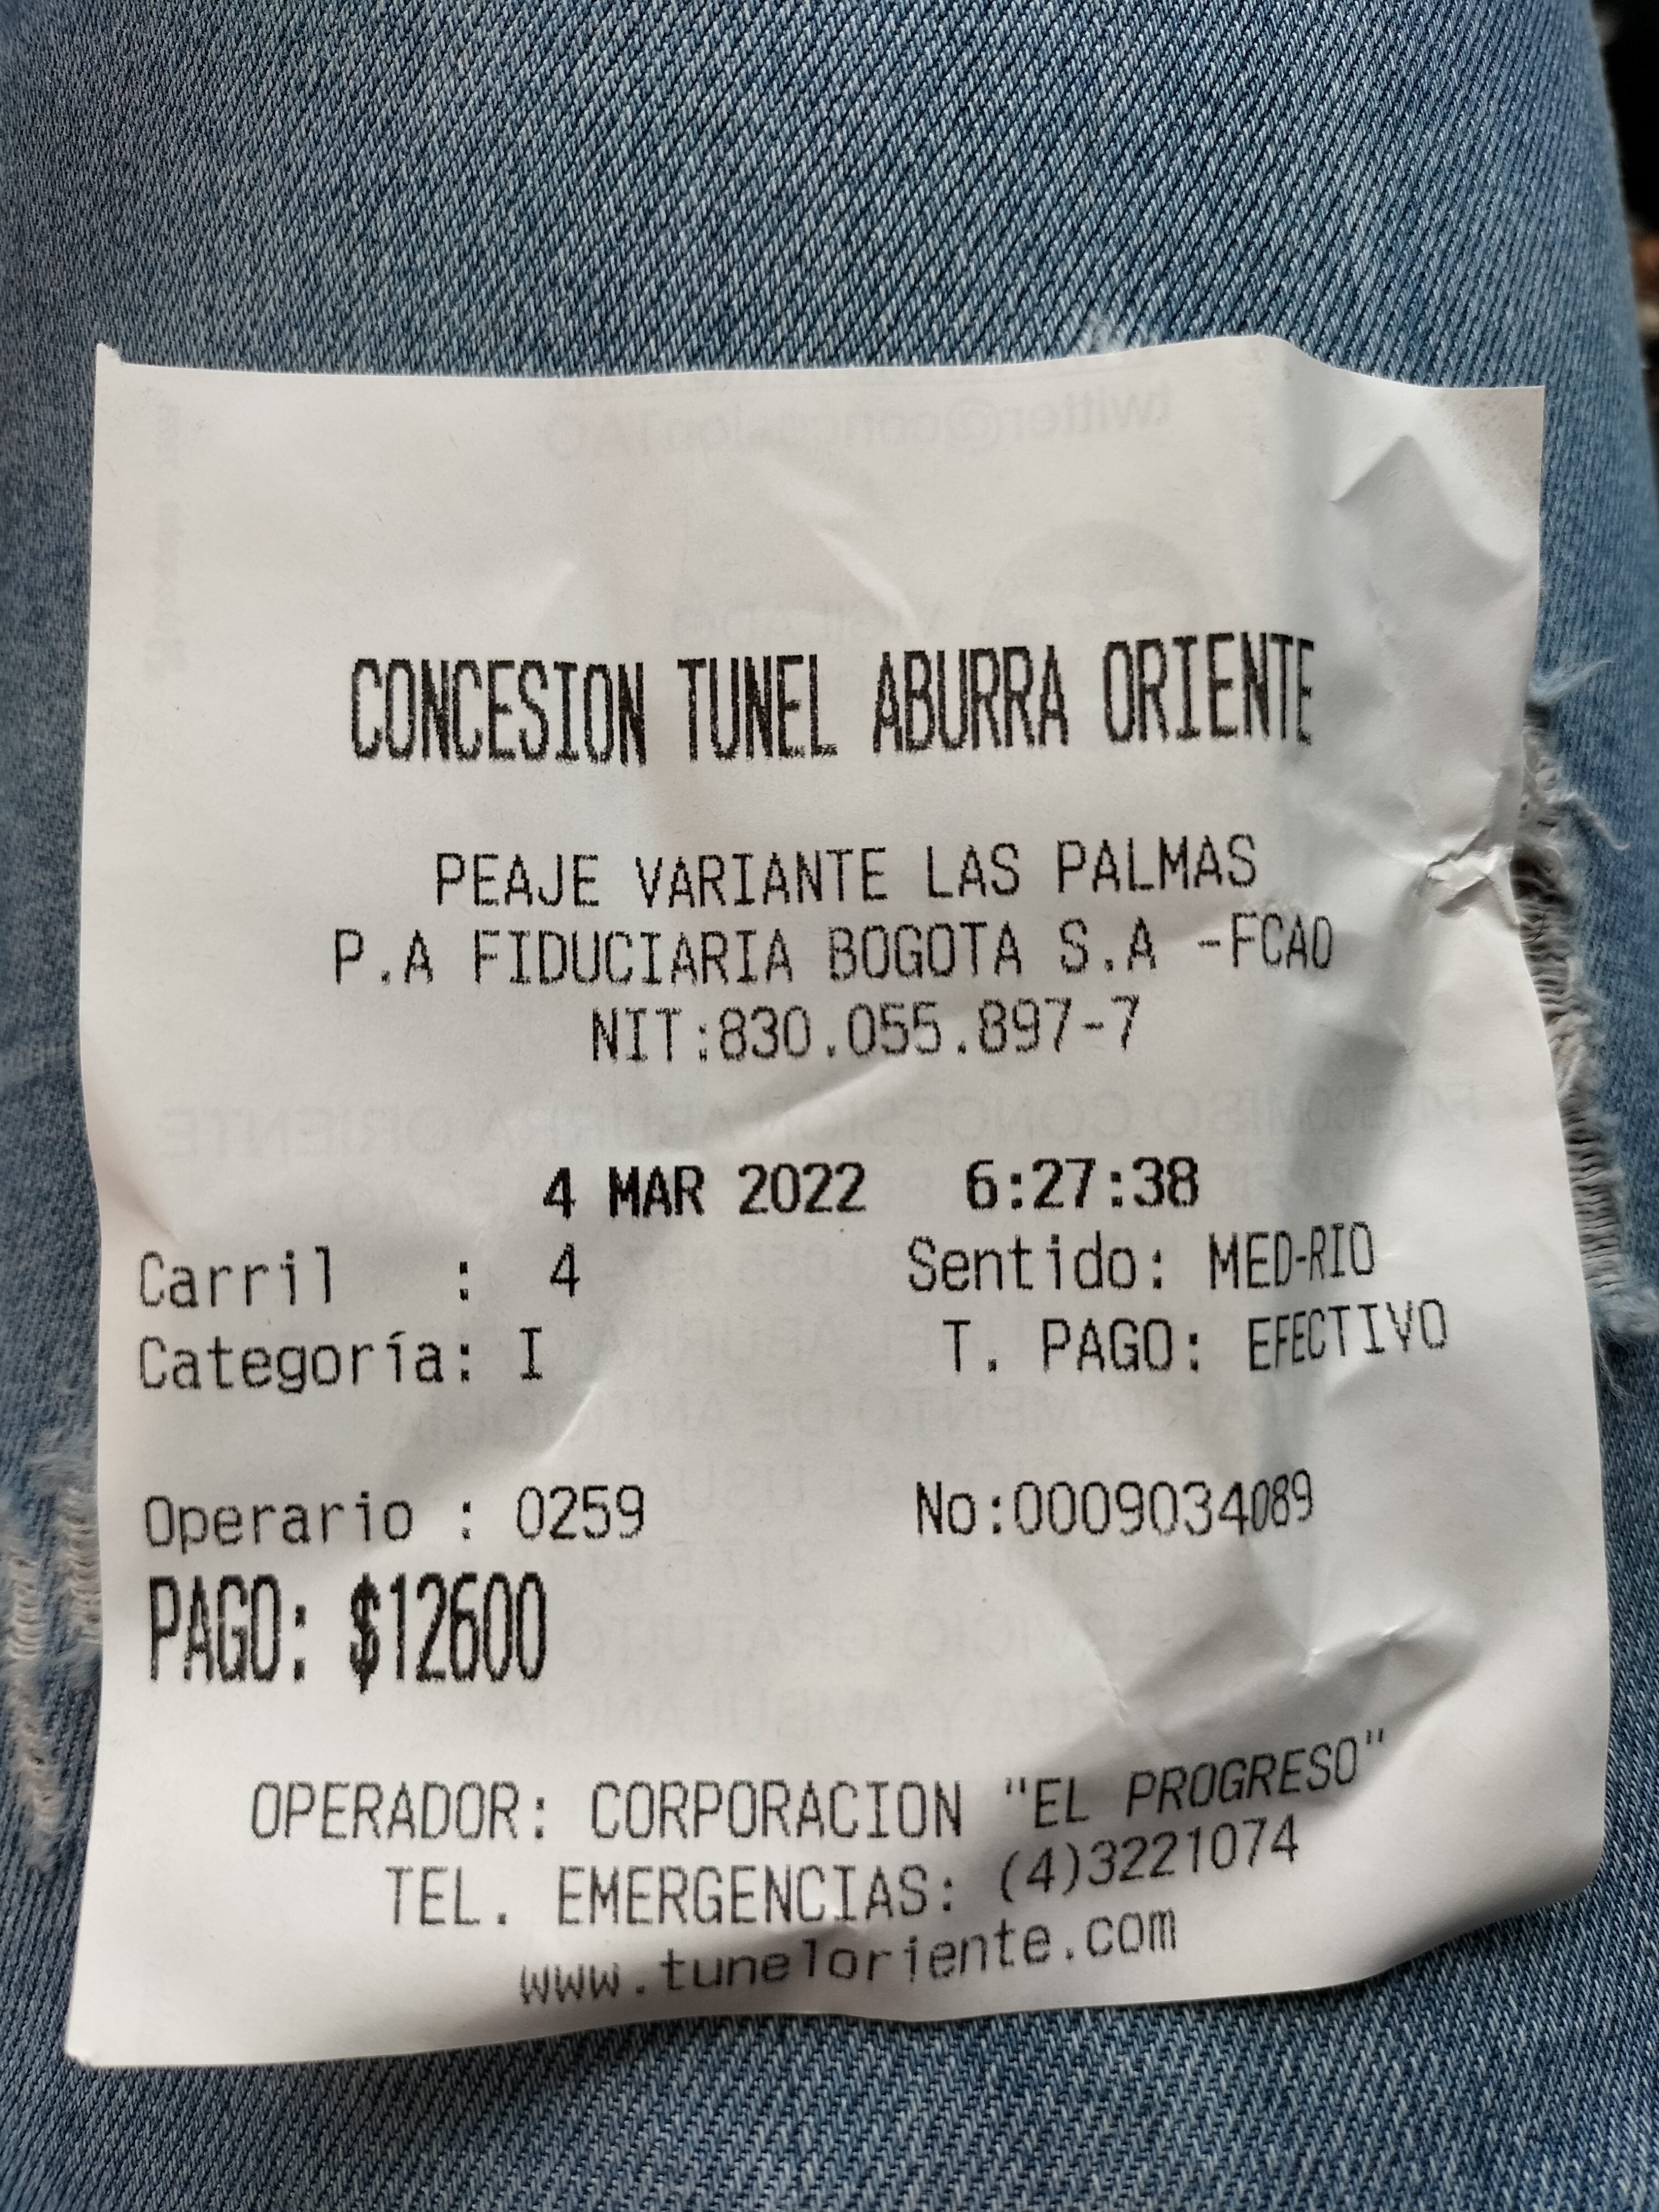 CONCESION TUNEL ABURRA ORIENTE
PEAJE VARIANTE LAS PALMAS
P.A FIDUCIARIA BOGOTA S.A -FCAO
NIT:830.055.897-7
4 MAR 2022 6:27:38
Carril : 4 Sentido: MED-RIO
Categoría: I T. PAGO: EFECTIVO
Operario : 0259 No:0009034089
PAGO: $12600
OPERADOR: CORPORACION "EL PROGRESO"
TEL. EMERGENCIAS: (4)3221074
www.tuneloriente.com